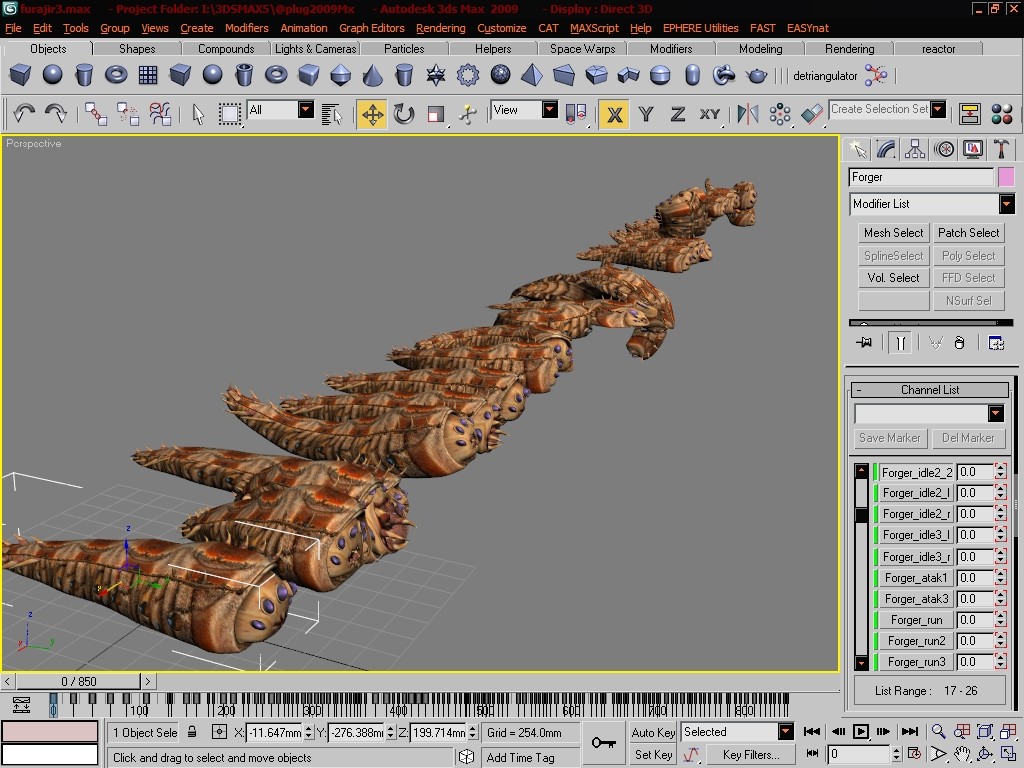 furajir3.max - Project Folder: I:\3DSMAX5\@plug2009Mx - Autodesk 3ds Max 2009 - Display : Direct 3D
File Edit Tools Group Views Create Modifiers Animation Graph Editors Rendering Customize CAT MAXScript Help EPHERE Utilities FAST EASYnat
Objects Shapes Compounds Lights & Cameras Particles Helpers Space Warps Modifiers Modeling Rendering reactor
detriangulator
All View X Y Z XY Create Selection Set
Perspective
Forger
Modifier List
Mesh Select Patch Select
SplineSelect Poly Select
Vol. Select FFD Select
NSurf Sel
- Channel List
Save Marker Del Marker
Forger_idle2_2 0.0
Forger_idle2_l 0.0
Forger_idle2_r 0.0
Forger_idle3_l 0.0
Forger_idle3_r 0.0
Forger_atak1 0.0
Forger_atak3 0.0
Forger_run 0.0
Forger_run2 0.0
Forger_run3 0.0
List Range : 17 - 26
z
y
z
y
x
< 0 / 850 >
0 100 200 300 400 500 600 700 800
1 Object Sele X: -11.647mm Y: -276.388mm Z: 199.714mm Grid = 254.0mm Auto Key Selected
Click and drag to select and move objects Add Time Tag Set Key Key Filters... 0